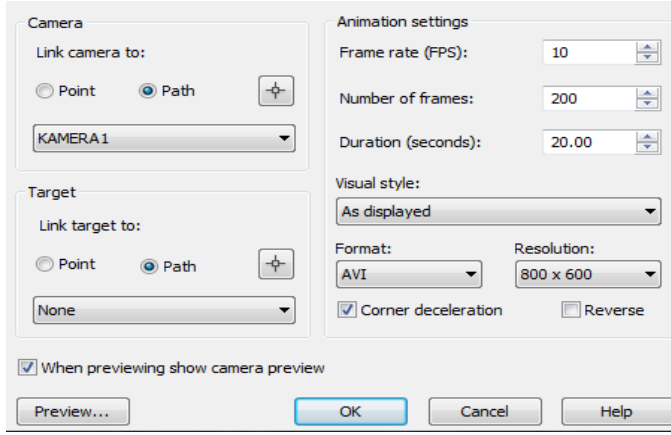 Camera
Link camera to:
Point Path
KAMERA1
Target
Link target to:
Point Path
None
Animation settings
Frame rate (FPS): 10
Number of frames: 200
Duration (seconds): 20.00
Visual style:
As displayed
Format: Resolution:
AVI 800 x 600
Corner deceleration Reverse
When previewing show camera preview
Preview... OK Cancel Help